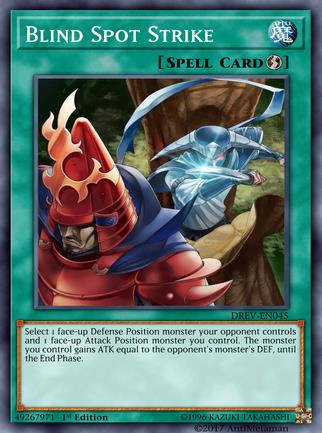 BLIND SPOT STRIKE
[SPELL CARD]
DREV-EN045
Select 1 face-up Defense Position monster your opponent controls
and 1 face-up Attack Position monster you control. The monster
you control gains ATK equal to the opponent's monster's DEF, until
the End Phase.
49267971 1st Edition ©1996 KAZUKI TAKAHASHI
©2017 AntiMetaman